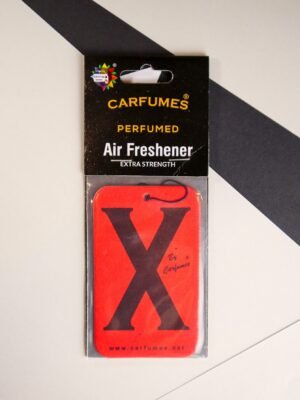 CARFUMES®
PERFUMED
Air Freshener
EXTRA STRENGTH
X
By
Carfumes
www.carfumes.net